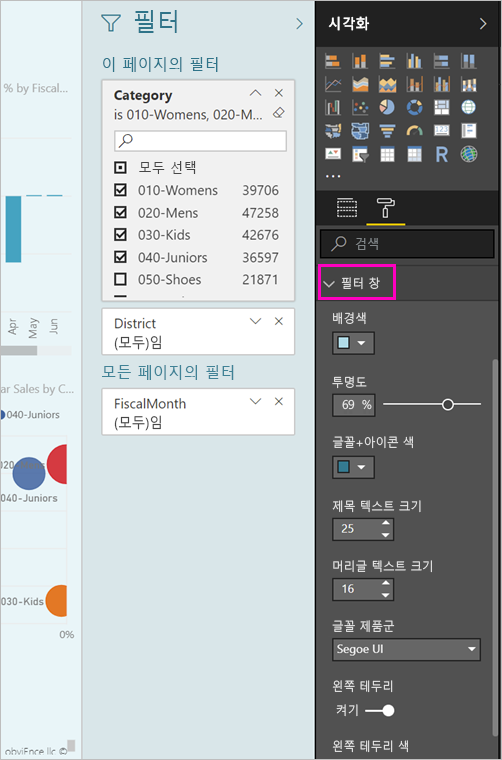 % by Fiscal...
Apr
May
Jun
ar Sales by C...
040-Juniors
020-
040-Juniors
030-Kids
0%
obviEnce llc ©
필터
이 페이지의 필터
Category
is 010-Womens, 020-M...
모두 선택
010-Womens 39706
020-Mens 47258
030-Kids 42676
040-Juniors 36597
050-Shoes 21871
District
(모두)임
모든 페이지의 필터
FiscalMonth
(모두)임
시각화
R
...
검색
필터 창
배경색
투명도
69 %
글꼴+아이콘 색
제목 텍스트 크기
25
머리글 텍스트 크기
16
글꼴 제품군
Segoe UI
왼쪽 테두리
켜기
왼쪽 테두리 색